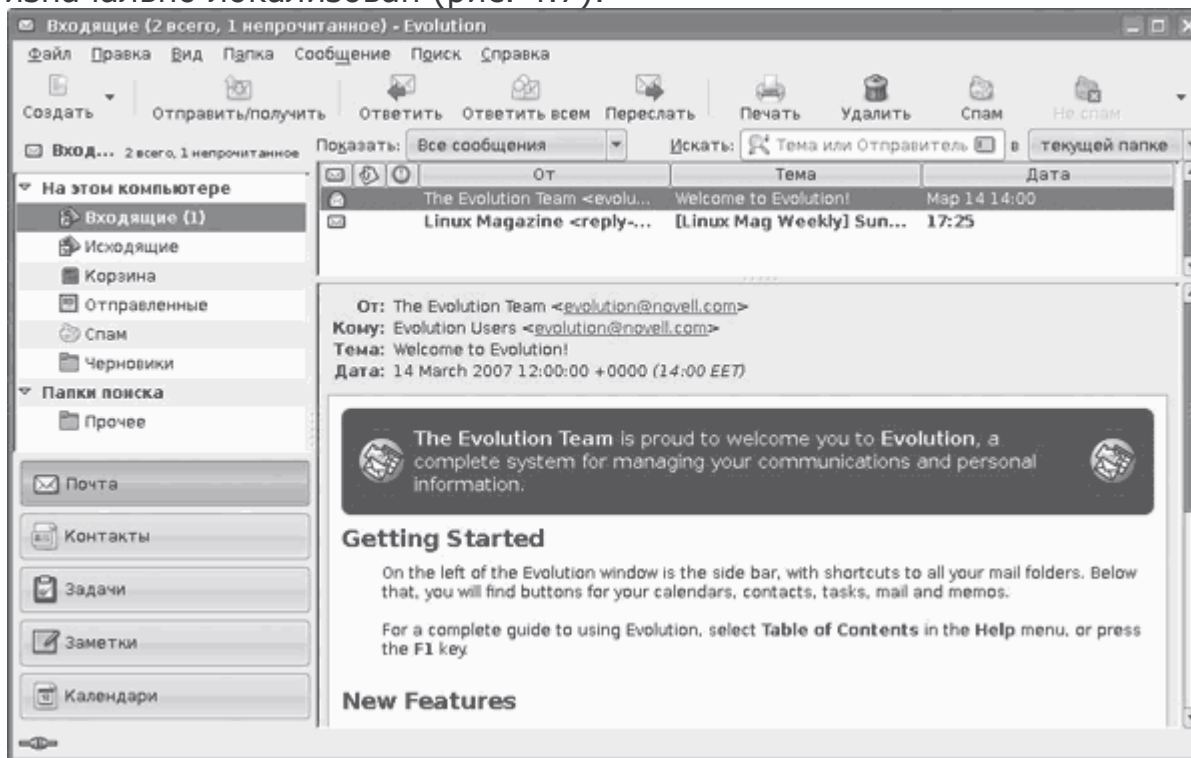 изначально локализован (рис. 4.7).
Входящие (2 всего, 1 непрочитанное) - Evolution
Файл Правка Вид Папка Сообщение Поиск Справка
Создать Отправить/получить Ответить Ответить всем Переслать Печать Удалить Спам Не спам
Вход... 2 всего, 1 непрочитанное Показать: Все сообщения Искать: Тема или Отправитель в текущей папке
На этом компьютере
Входящие (1)
Исходящие
Корзина
Отправленные
Спам
Черновики
Папки поиска
Прочее
Почта
Контакты
Задачи
Заметки
Календари
От Тема Дата
The Evolution Team <evolu... Welcome to Evolution! Мар 14 14:00
Linux Magazine <reply-... [Linux Mag Weekly] Sun... 17:25
От: The Evolution Team <evolution@novell.com>
Кому: Evolution Users <evolution@novell.com>
Тема: Welcome to Evolution!
Дата: 14 March 2007 12:00:00 +0000 (14:00 EET)
The Evolution Team is proud to welcome you to Evolution, a
complete system for managing your communications and personal
information.
Getting Started
On the left of the Evolution window is the side bar, with shortcuts to all your mail folders. Below
that, you will find buttons for your calendars, contacts, tasks, mail and memos.
For a complete guide to using Evolution, select Table of Contents in the Help menu, or press
the F1 key
New Features